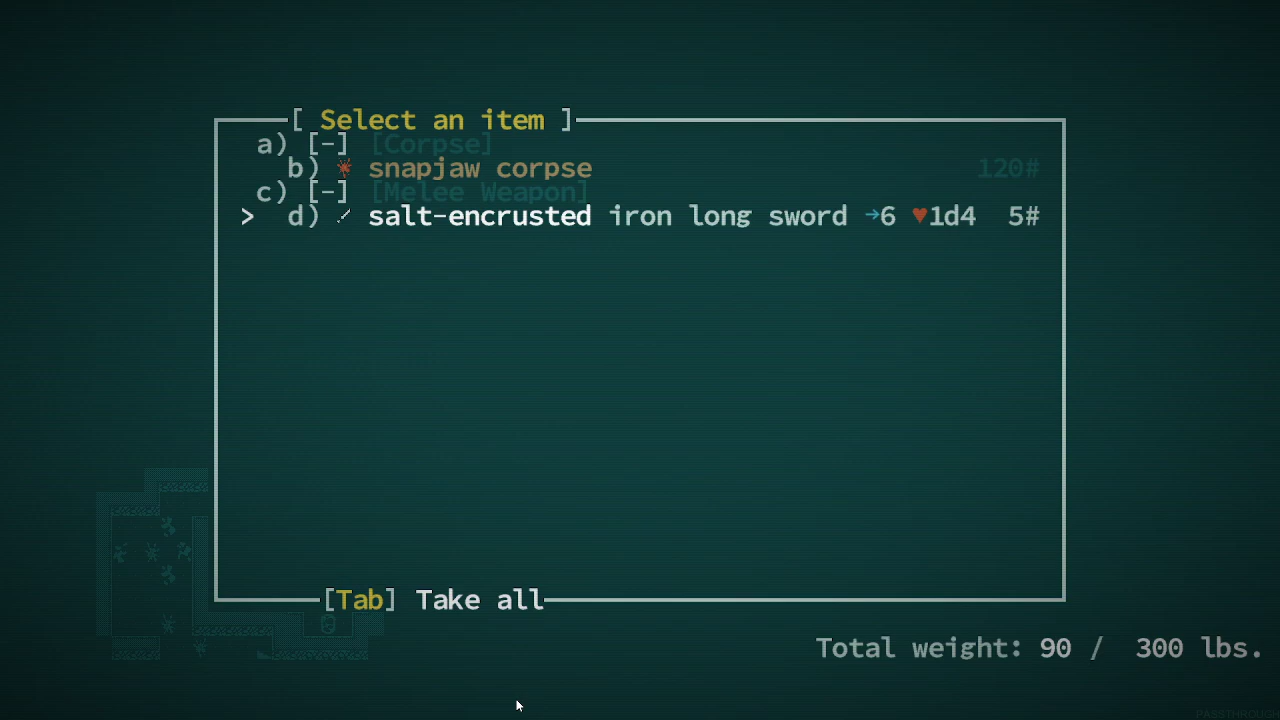 [ Select an item ]
a) [-] [Corpse]
b) snapjaw corpse 120#
c) [-] [Melee Weapon]
> d) salt-encrusted iron long sword →6 ♥1d4 5#
[Tab] Take all
Total weight: 90 / 300 lbs.